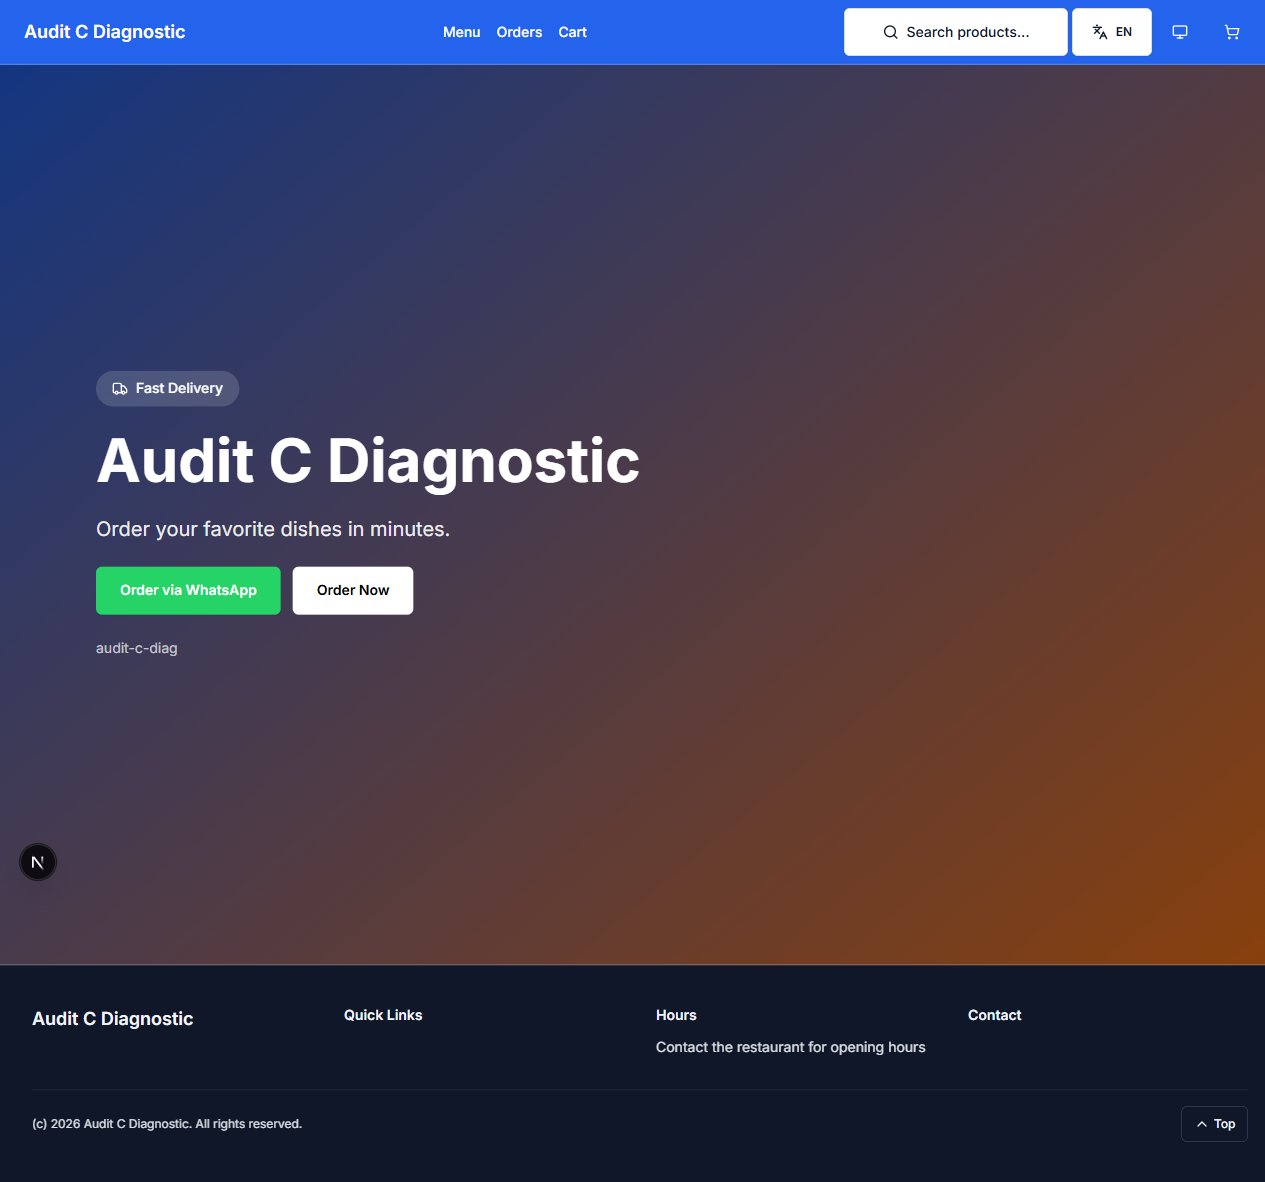 Audit C Diagnostic
Menu Orders Cart
Search products...
EN
Fast Delivery
Audit C Diagnostic
Order your favorite dishes in minutes.
Order via WhatsApp
Order Now
audit-c-diag
N
Audit C Diagnostic
Quick Links
Hours
Contact the restaurant for opening hours
Contact
(c) 2026 Audit C Diagnostic. All rights reserved.
Top